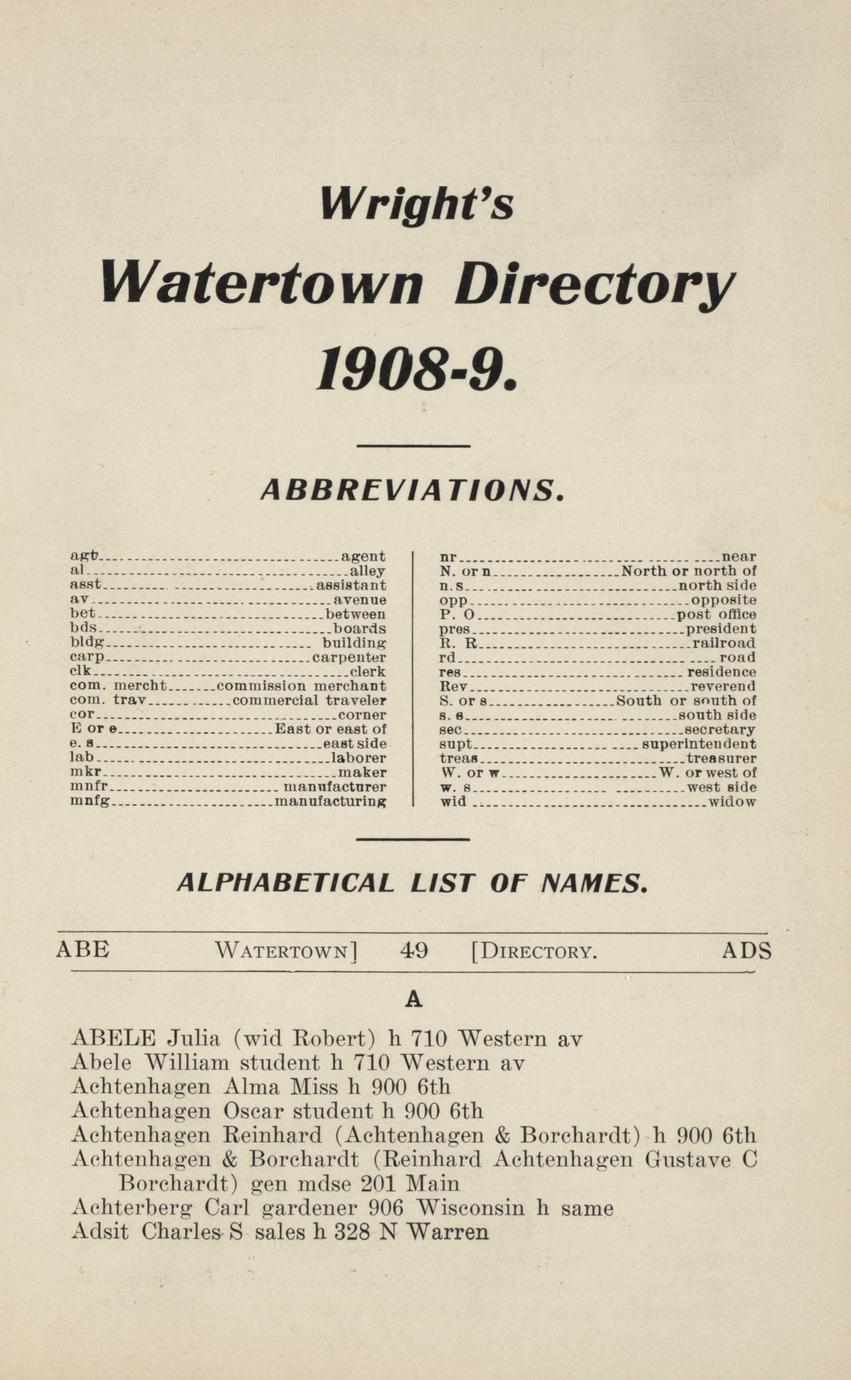 Wright's
Watertown Directory
1908-9.
ABBREVIATIONS.
agt agent
al alley
asst assistant
av avenue
bet between
bds boards
bldg building
carp carpenter
clk clerk
com. mercht commission merchant
com. trav commercial traveler
cor corner
E or e East or east of
e. s east side
lab laborer
mkr maker
mnfr manufacturer
mnfg manufacturing
nr near
N. or n North or north of
n. s north side
opp opposite
P. O post office
pres president
R. R railroad
rd road
res residence
Rev reverend
S. or s South or south of
s. s south side
sec secretary
supt superintendent
treas treasurer
W. or w W. or west of
w. s west side
wid widow
ALPHABETICAL LIST OF NAMES.
ABE WATERTOWN] 49 [DIRECTORY. ADS
A
ABELE Julia (wid Robert) h 710 Western av
Abele William student h 710 Western av
Achtenhagen Alma Miss h 900 6th
Achtenhagen Oscar student h 900 6th
Achtenhagen Reinhard (Achtenhagen & Borchardt) h 900 6th
Achtenhagen & Borchardt (Reinhard Achtenhagen Gustave C
Borchardt) gen mdse 201 Main
Achterberg Carl gardener 906 Wisconsin h same
Adsit Charles S sales h 328 N Warren